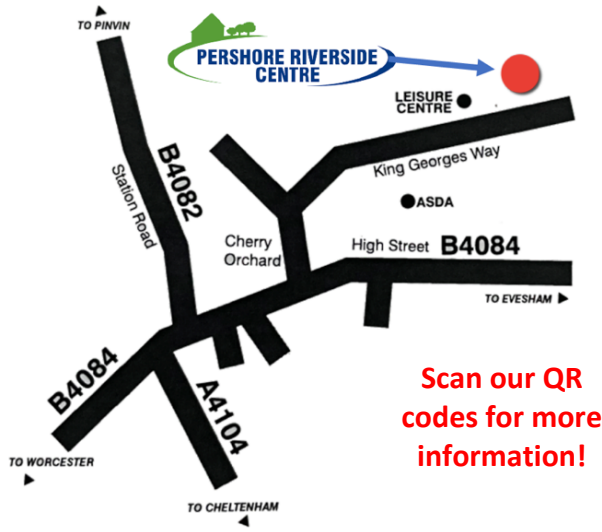 TO PINVIN
PERSHORE RIVERSIDE
CENTRE
LEISURE
CENTRE
King Georges Way
B4082
Station Road
ASDA
Cherry
Orchard
High Street B4084
TO EVESHAM
B4084
A4104
Scan our QR
codes for more
information!
TO WORCESTER
TO CHELTENHAM